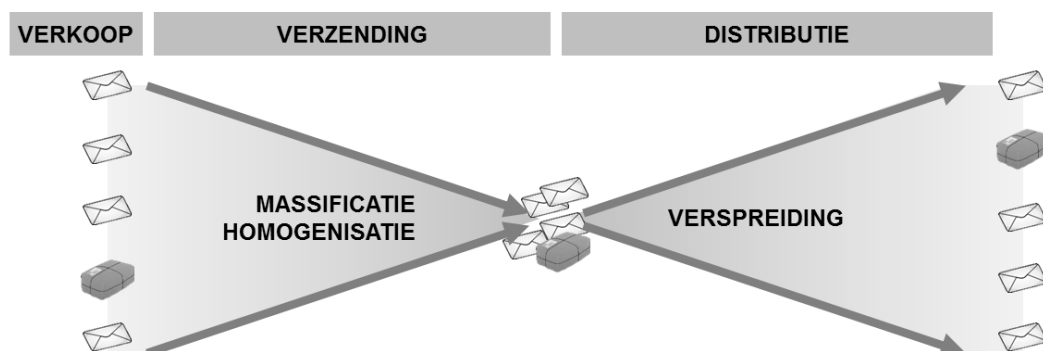 VERKOOP
VERZENDING
DISTRIBUTIE
MASSIFICATIE
HOMOGENISATIE
VERSPREIDING